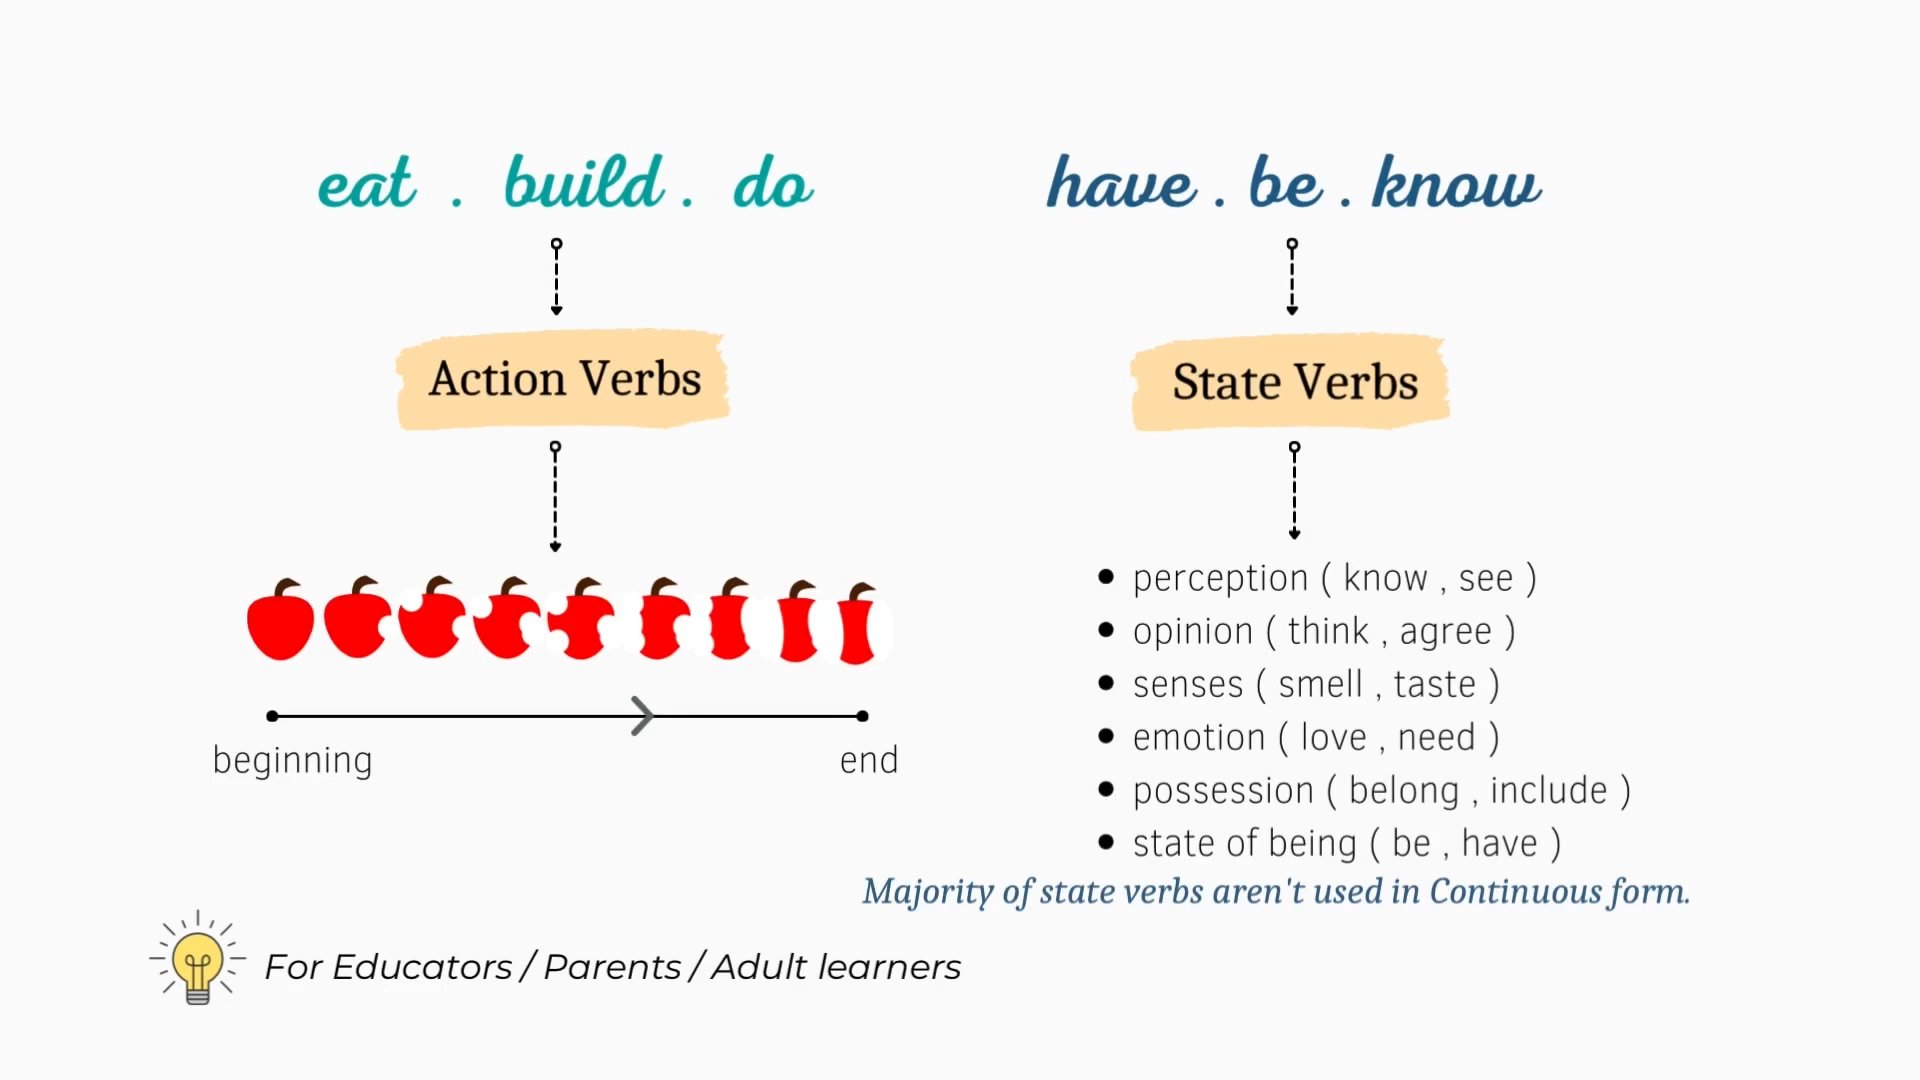 eat . build . do
have . be . know
Action Verbs
State Verbs
beginning
end
perception ( know , see )
opinion ( think , agree )
senses ( smell , taste )
emotion ( love , need )
possession ( belong , include )
state of being ( be , have )
Majority of state verbs aren't used in Continuous form.
For Educators / Parents / Adult learners